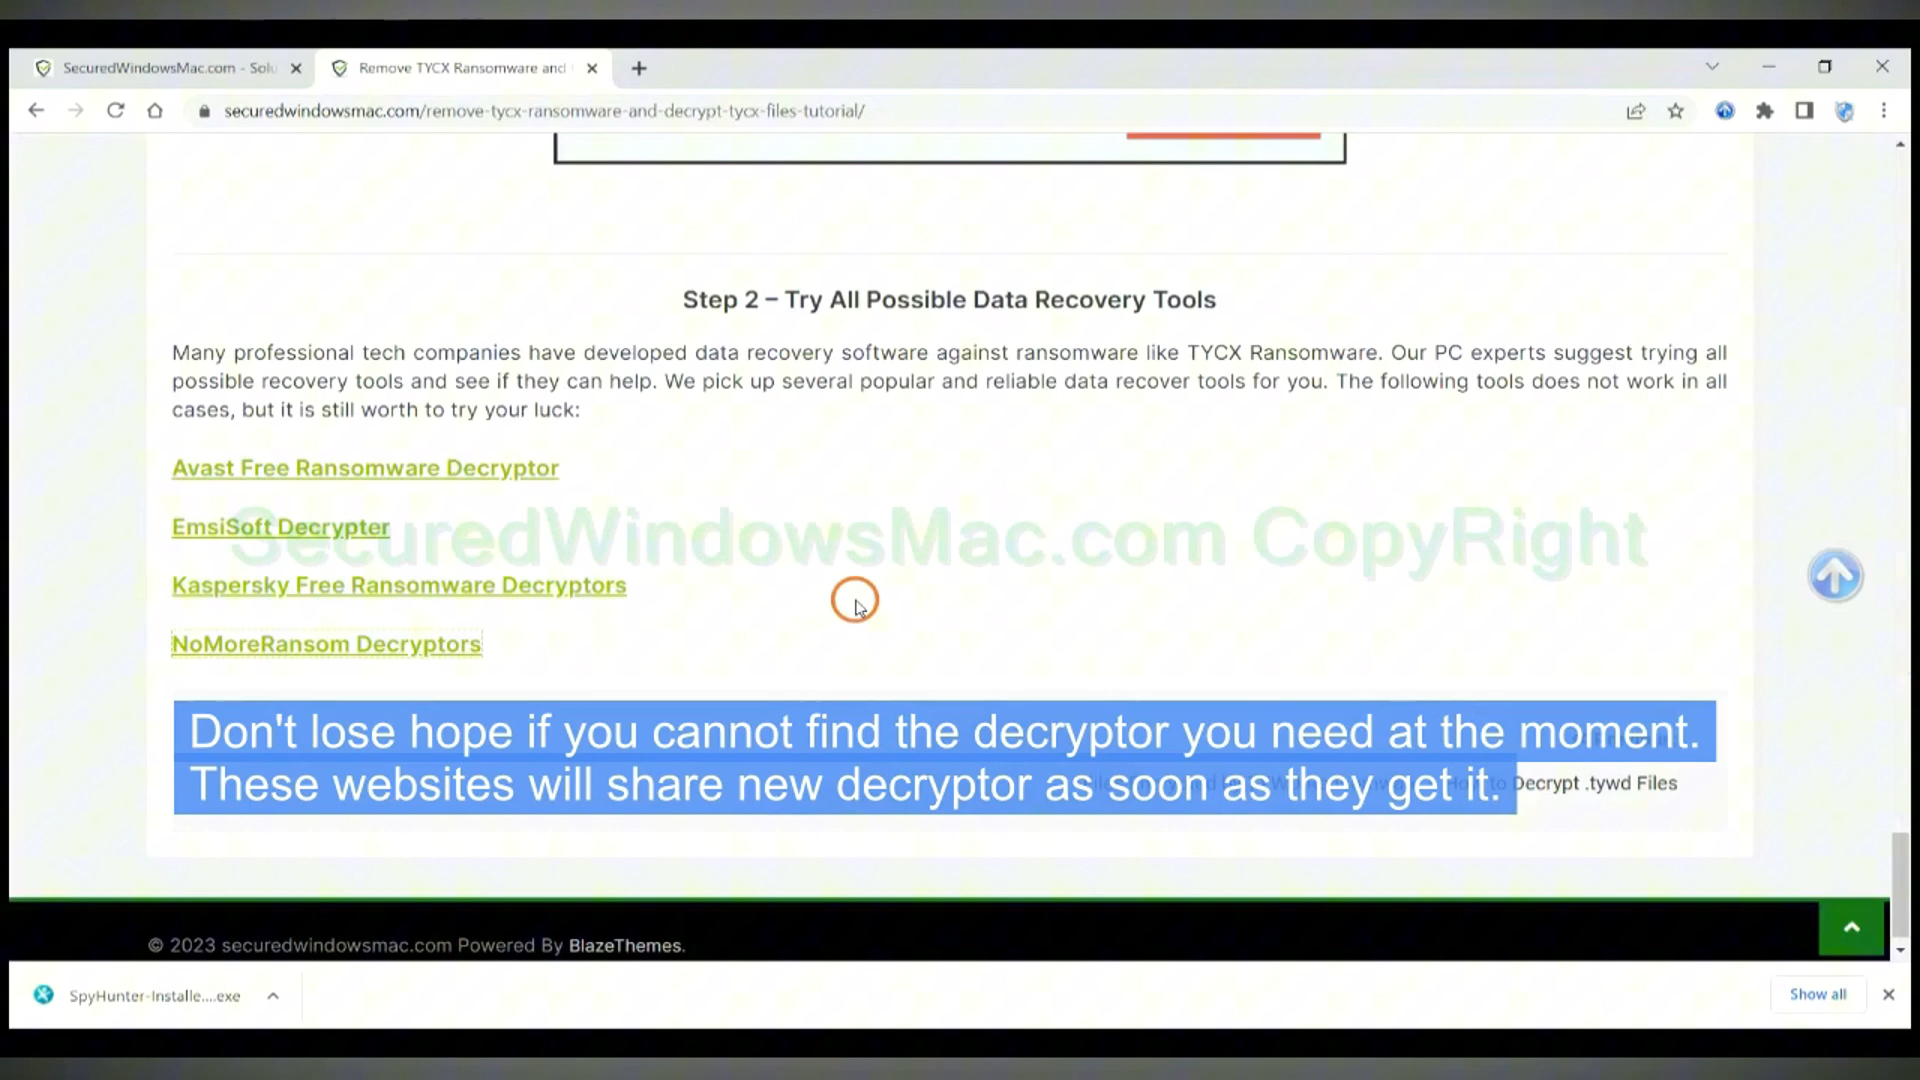 SecuredWindowsMac.com - Solu
Remove TYCX Ransomware and
securedwindowsmac.com/remove-tycx-ransomware-and-decrypt-tycx-files-tutorial/
Step 2 – Try All Possible Data Recovery Tools
Many professional tech companies have developed data recovery software against ransomware like TYCX Ransomware. Our PC experts suggest trying all
possible recovery tools and see if they can help. We pick up several popular and reliable data recover tools for you. The following tools does not work in all
cases, but it is still worth to try your luck:
Avast Free Ransomware Decryptor
EmsiSoft Decrypter
SecuredWindowsMac.com CopyRight
Kaspersky Free Ransomware Decryptors
NoMoreRansom Decryptors
Don't lose hope if you cannot find the decryptor you need at the moment.
These websites will share new decryptor as soon as they get it.
Decrypt .tywd Files
© 2023 securedwindowsmac.com Powered By BlazeThemes.
SpyHunter-Installe....exe
Show all